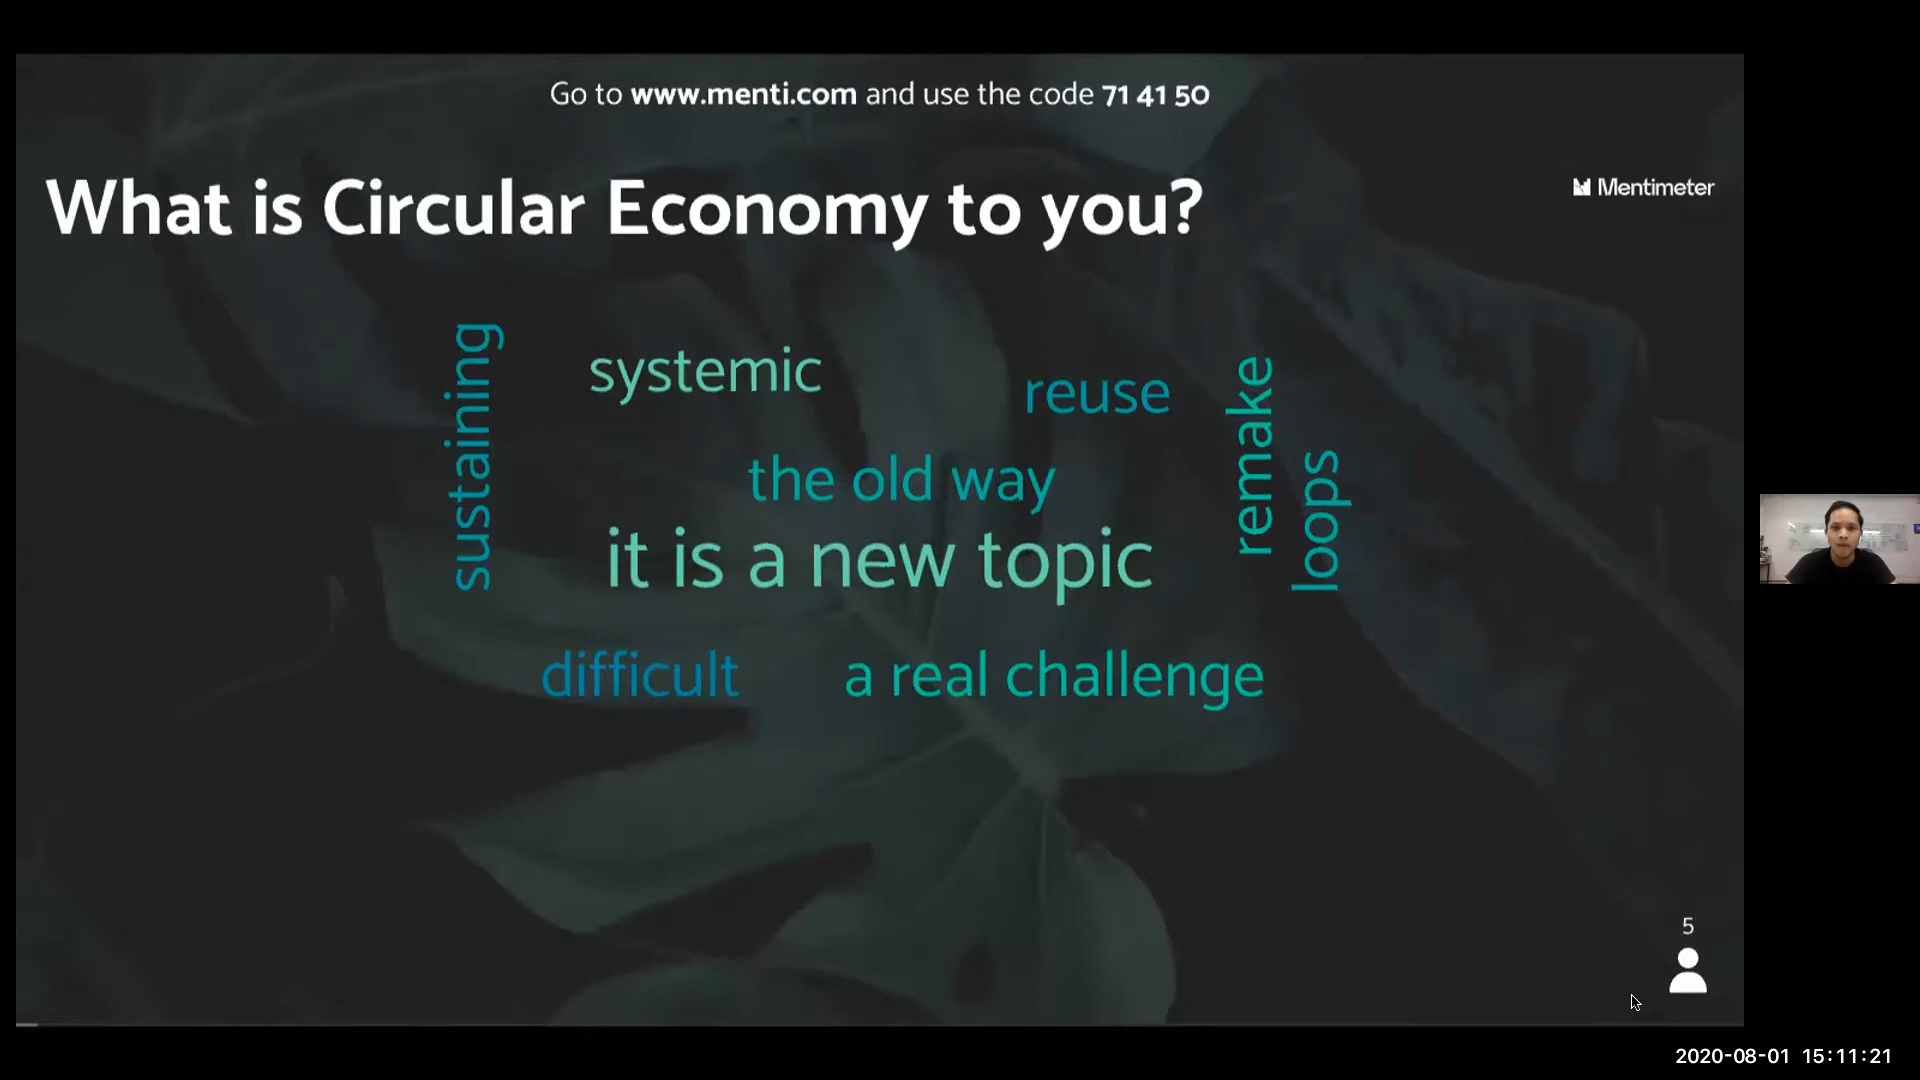 Go to www.menti.com and use the code 71 41 50
What is Circular Economy to you?
Mentimeter
sustaining
systemic
reuse
remake
loops
the old way
it is a new topic
difficult
a real challenge
5
2020-08-01 15:11:21